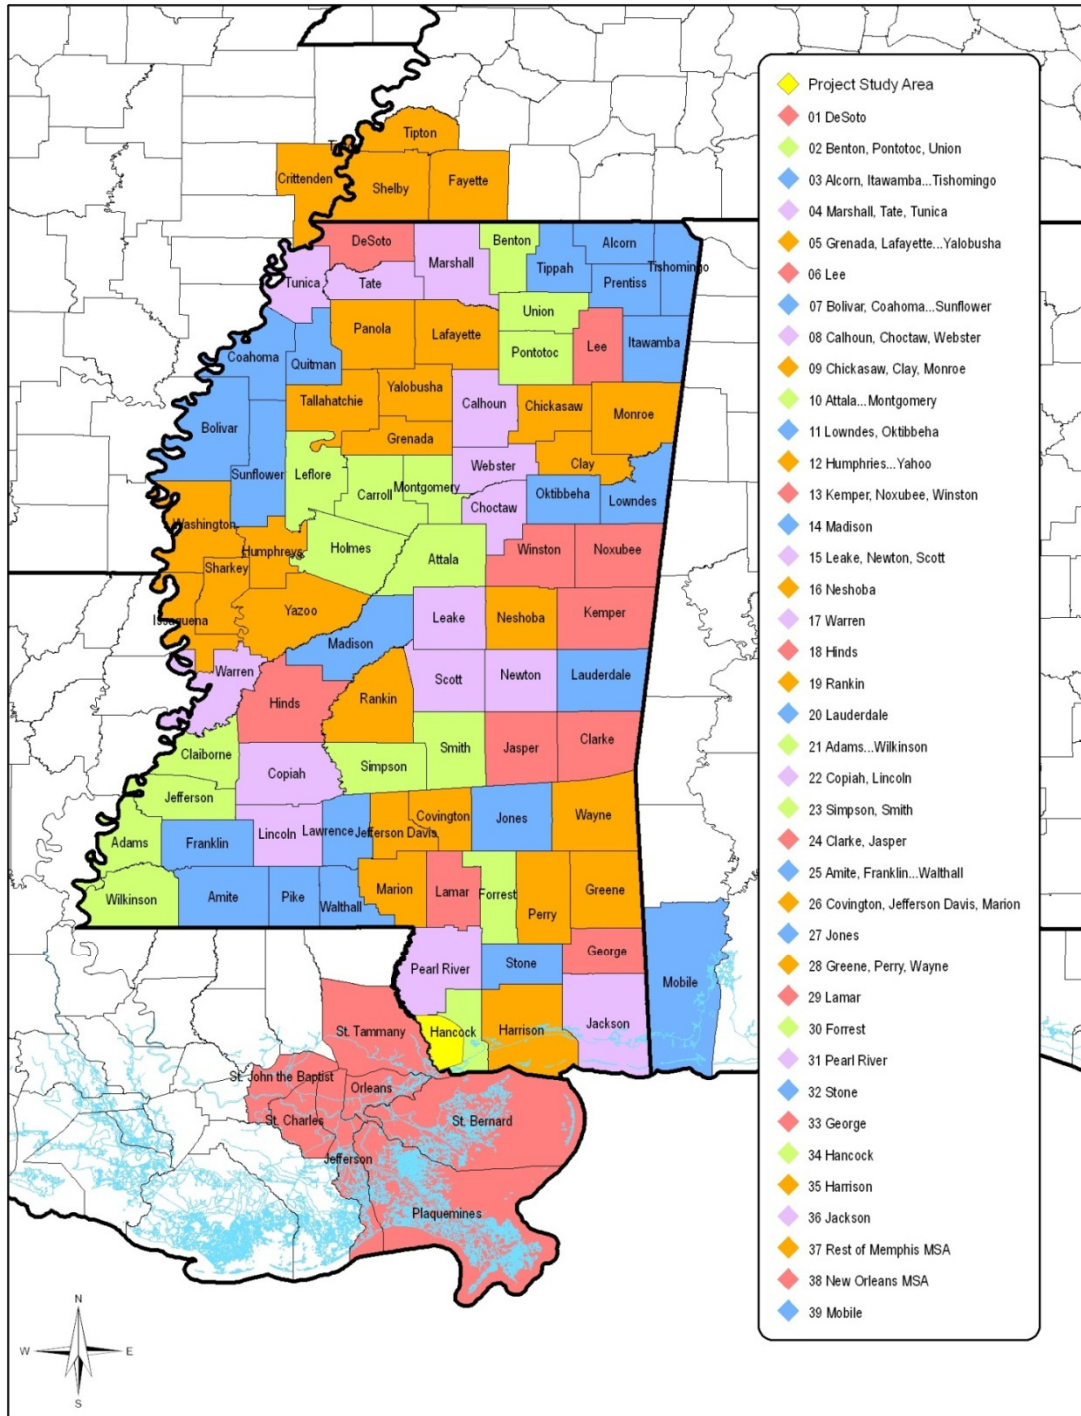 Tipton
Crittenden
Shelby
Fayette
DeSoto
Marshall
Benton
Alcorn
Tippah
Tishomingo
Tunica
Tate
Prentiss
Union
Panola
Lafayette
Pontotoc
Lee
Itawamba
Coahoma
Quitman
Yalobusha
Tallahatchie
Calhoun
Chickasaw
Monroe
Bolivar
Grenada
Sunflower
Leflore
Webster
Clay
Carroll
Montgomery
Oktibbeha
Lowndes
Choctaw
Washington
Humphreys
Holmes
Attala
Winston
Noxubee
Sharkey
Yazoo
Issaquena
Leake
Neshoba
Kemper
Madison
Warren
Scott
Newton
Lauderdale
Hinds
Rankin
Claiborne
Copiah
Simpson
Smith
Jasper
Clarke
Jefferson
Adams
Franklin
Lincoln
Lawrence
Jefferson Davis
Covington
Jones
Wayne
Wilkinson
Amite
Pike
Walthall
Marion
Lamar
Forrest
Perry
Greene
Pearl River
Stone
George
Mobile
Hancock
Harrison
Jackson
St. Tammany
St. John the Baptist
Orleans
St. Charles
St. Bernard
Jefferson
Plaquemines
Project Study Area
01 DeSoto
02 Benton, Pontotoc, Union
03 Alcorn, Itawamba...Tishomingo
04 Marshall, Tate, Tunica
05 Grenada, Lafayette...Yalobusha
06 Lee
07 Bolivar, Coahoma...Sunflower
08 Calhoun, Choctaw, Webster
09 Chickasaw, Clay, Monroe
10 Attala...Montgomery
11 Lowndes, Oktibbeha
12 Humphries...Yahoo
13 Kemper, Noxubee, Winston
14 Madison
15 Leake, Newton, Scott
16 Neshoba
17 Warren
18 Hinds
19 Rankin
20 Lauderdale
21 Adams...Wilkinson
22 Copiah, Lincoln
23 Simpson, Smith
24 Clarke, Jasper
25 Amite, Franklin...Walthall
26 Covington, Jefferson Davis, Marion
27 Jones
28 Greene, Perry, Wayne
29 Lamar
30 Forrest
31 Pearl River
32 Stone
33 George
34 Hancock
35 Harrison
36 Jackson
37 Rest of Memphis MSA
38 New Orleans MSA
39 Mobile
N
W
E
S